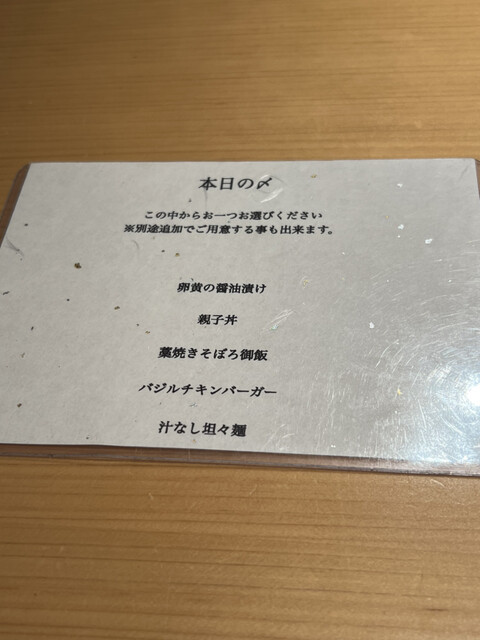 本日の〆
この中からお一つお選びください
※別途追加でご用意する事も出来ます。
卵黄の醤油漬け
親子丼
藁焼きそぼろ御飯
バジルチキンバーガー
汁なし坦々麺